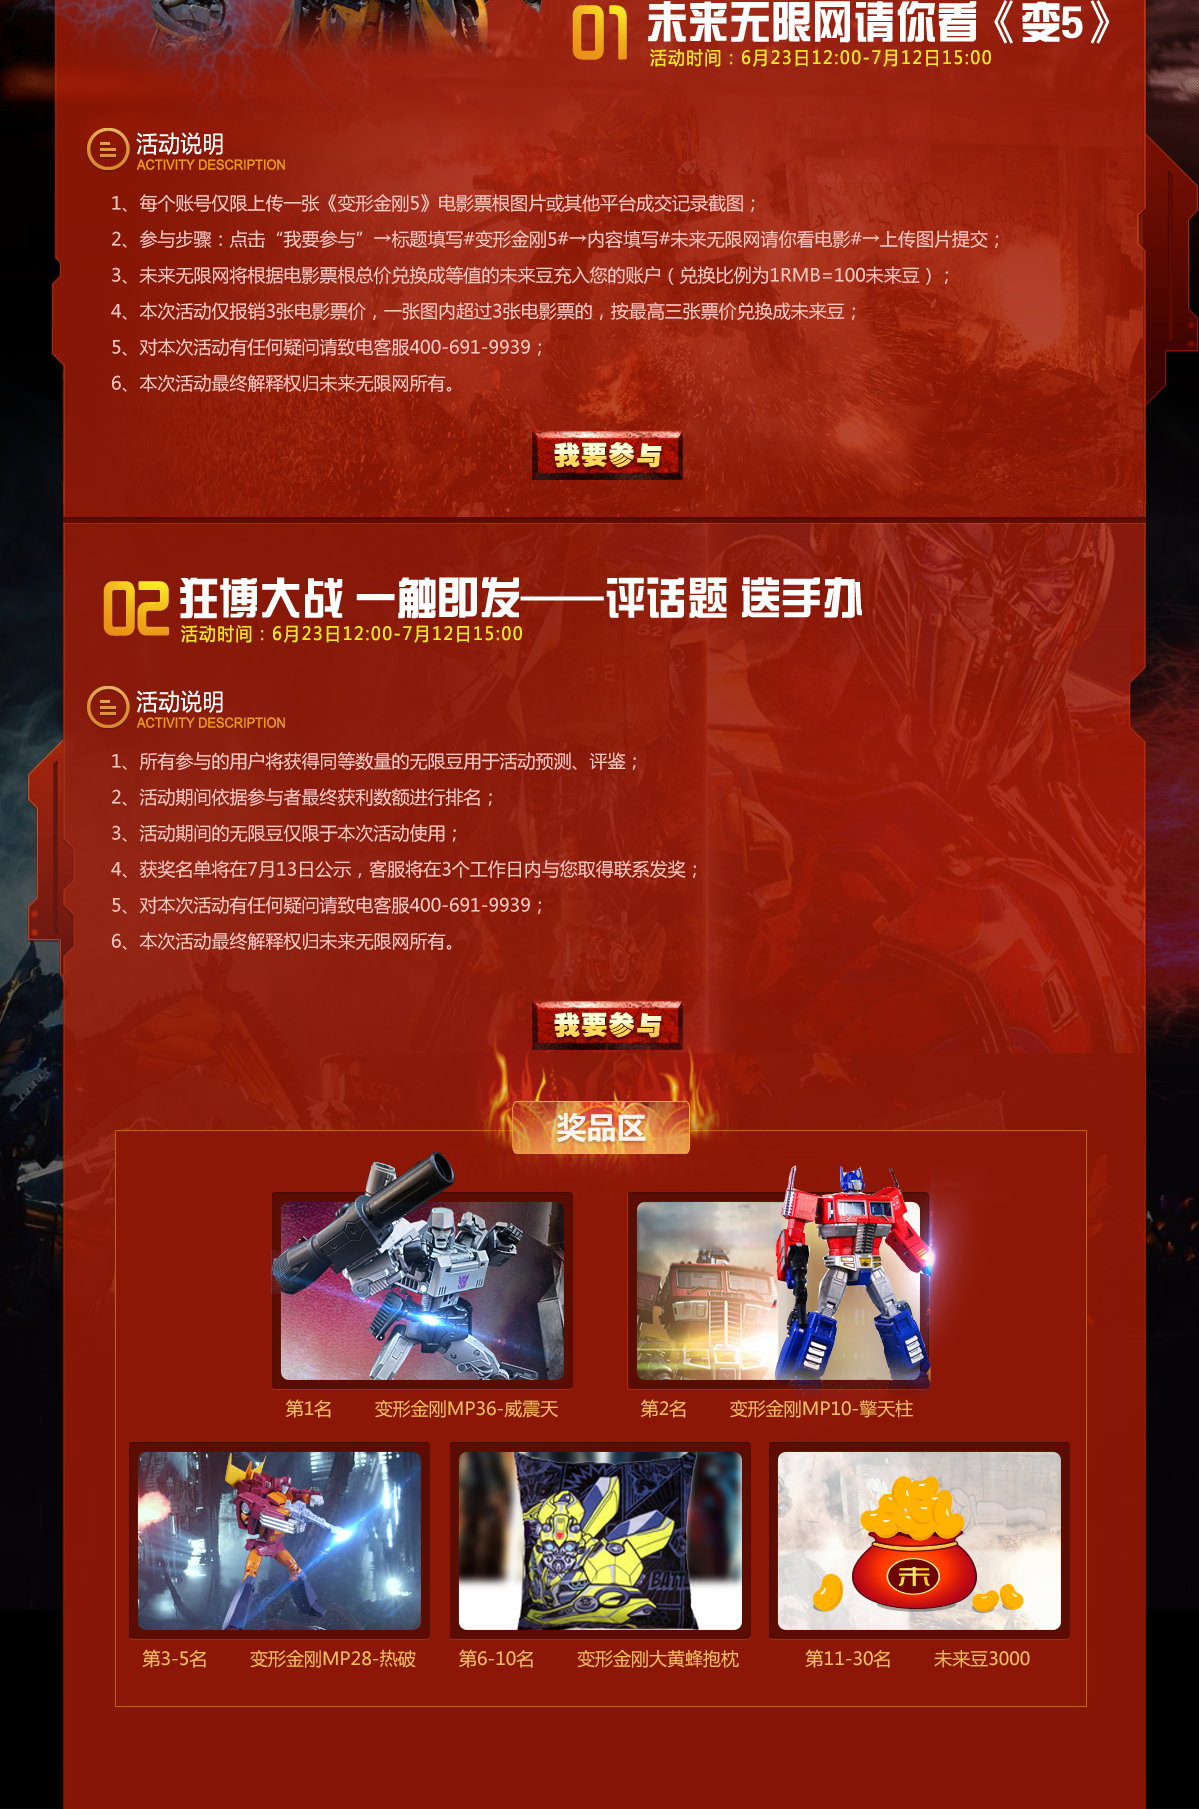 01 未来无限网请你看《变5》
活动时间：6月23日12:00-7月12日15:00
活动说明
ACTIVITY DESCRIPTION
1、每个账号仅限上传一张《变形金刚5》电影票根图片或其他平台成交记录截图；
2、参与步骤：点击“我要参与”→标题填写#变形金刚5#→内容填写#未来无限网请你看电影#→上传图片提交；
3、未来无限网将根据电影票根总价兑换成等值的未来豆充入您的账户（兑换比例为1RMB=100未来豆）；
4、本次活动仅报销3张电影票价，一张图内超过3张电影票的，按最高三张票价兑换成未来豆；
5、对本次活动有任何疑问请致电客服400-691-9939；
6、本次活动最终解释权归未来无限网所有。
我要参与
02 狂博大战 一触即发——评话题 送手办
活动时间：6月23日12:00-7月12日15:00
活动说明
ACTIVITY DESCRIPTION
1、所有参与的用户将获得同等数量的无限豆用于活动预测、评鉴；
2、活动期间依据参与者最终获利数额进行排名；
3、活动期间的无限豆仅限于本次活动使用；
4、获奖名单将在7月13日公示，客服将在3个工作日内与您取得联系发奖；
5、对本次活动有任何疑问请致电客服400-691-9939；
6、本次活动最终解释权归未来无限网所有。
我要参与
奖品区
第1名 变形金刚MP36-威震天
第2名 变形金刚MP10-擎天柱
未
第3-5名 变形金刚MP28-热破
第6-10名 变形金刚大黄蜂抱枕
第11-30名 未来豆3000